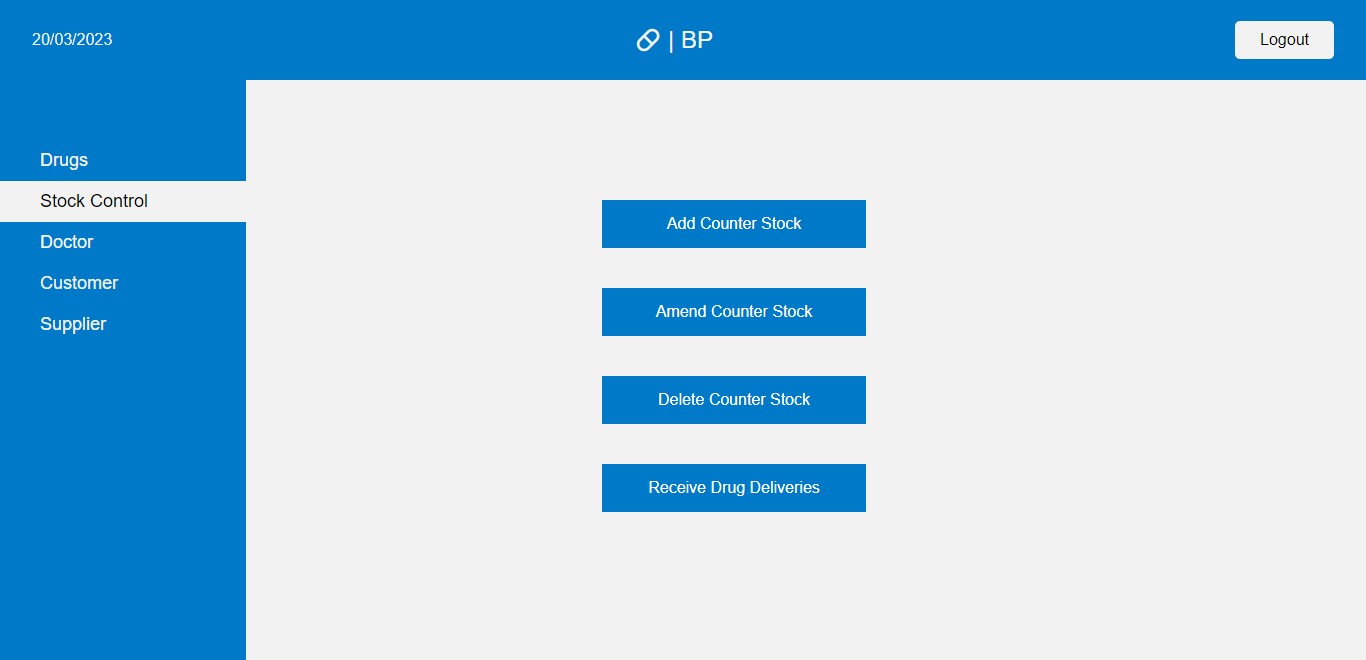 20/03/2023
| BP
Logout
Drugs
Stock Control
Doctor
Customer
Supplier
Add Counter Stock
Amend Counter Stock
Delete Counter Stock
Receive Drug Deliveries